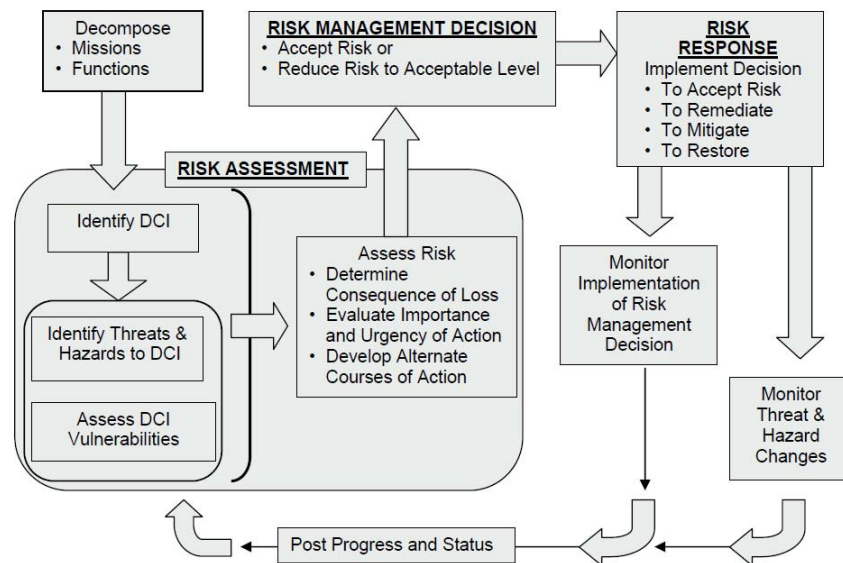 Decompose
• Missions
• Functions
RISK MANAGEMENT DECISION
• Accept Risk or
• Reduce Risk to Acceptable Level
RISK
RESPONSE
Implement Decision
• To Accept Risk
• To Remediate
• To Mitigate
• To Restore
RISK ASSESSMENT
Identify DCI
Identify Threats &
Hazards to DCI
Assess DCI
Vulnerabilities
Assess Risk
• Determine
Consequence of Loss
• Evaluate Importance
and Urgency of Action
• Develop Alternate
Courses of Action
Monitor
Implementation
of Risk
Management
Decision
Monitor
Threat &
Hazard
Changes
Post Progress and Status